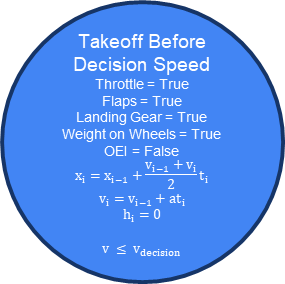 Takeoff Before
Decision Speed
Throttle = True
Flaps = True
Landing Gear = True
Weight on Wheels = True
OEI = False
xᵢ = xᵢ₋₁ + (vᵢ₋₁ + vᵢ)/2 tᵢ
vᵢ = vᵢ₋₁ + atᵢ
hᵢ = 0
v ≤ v_decision